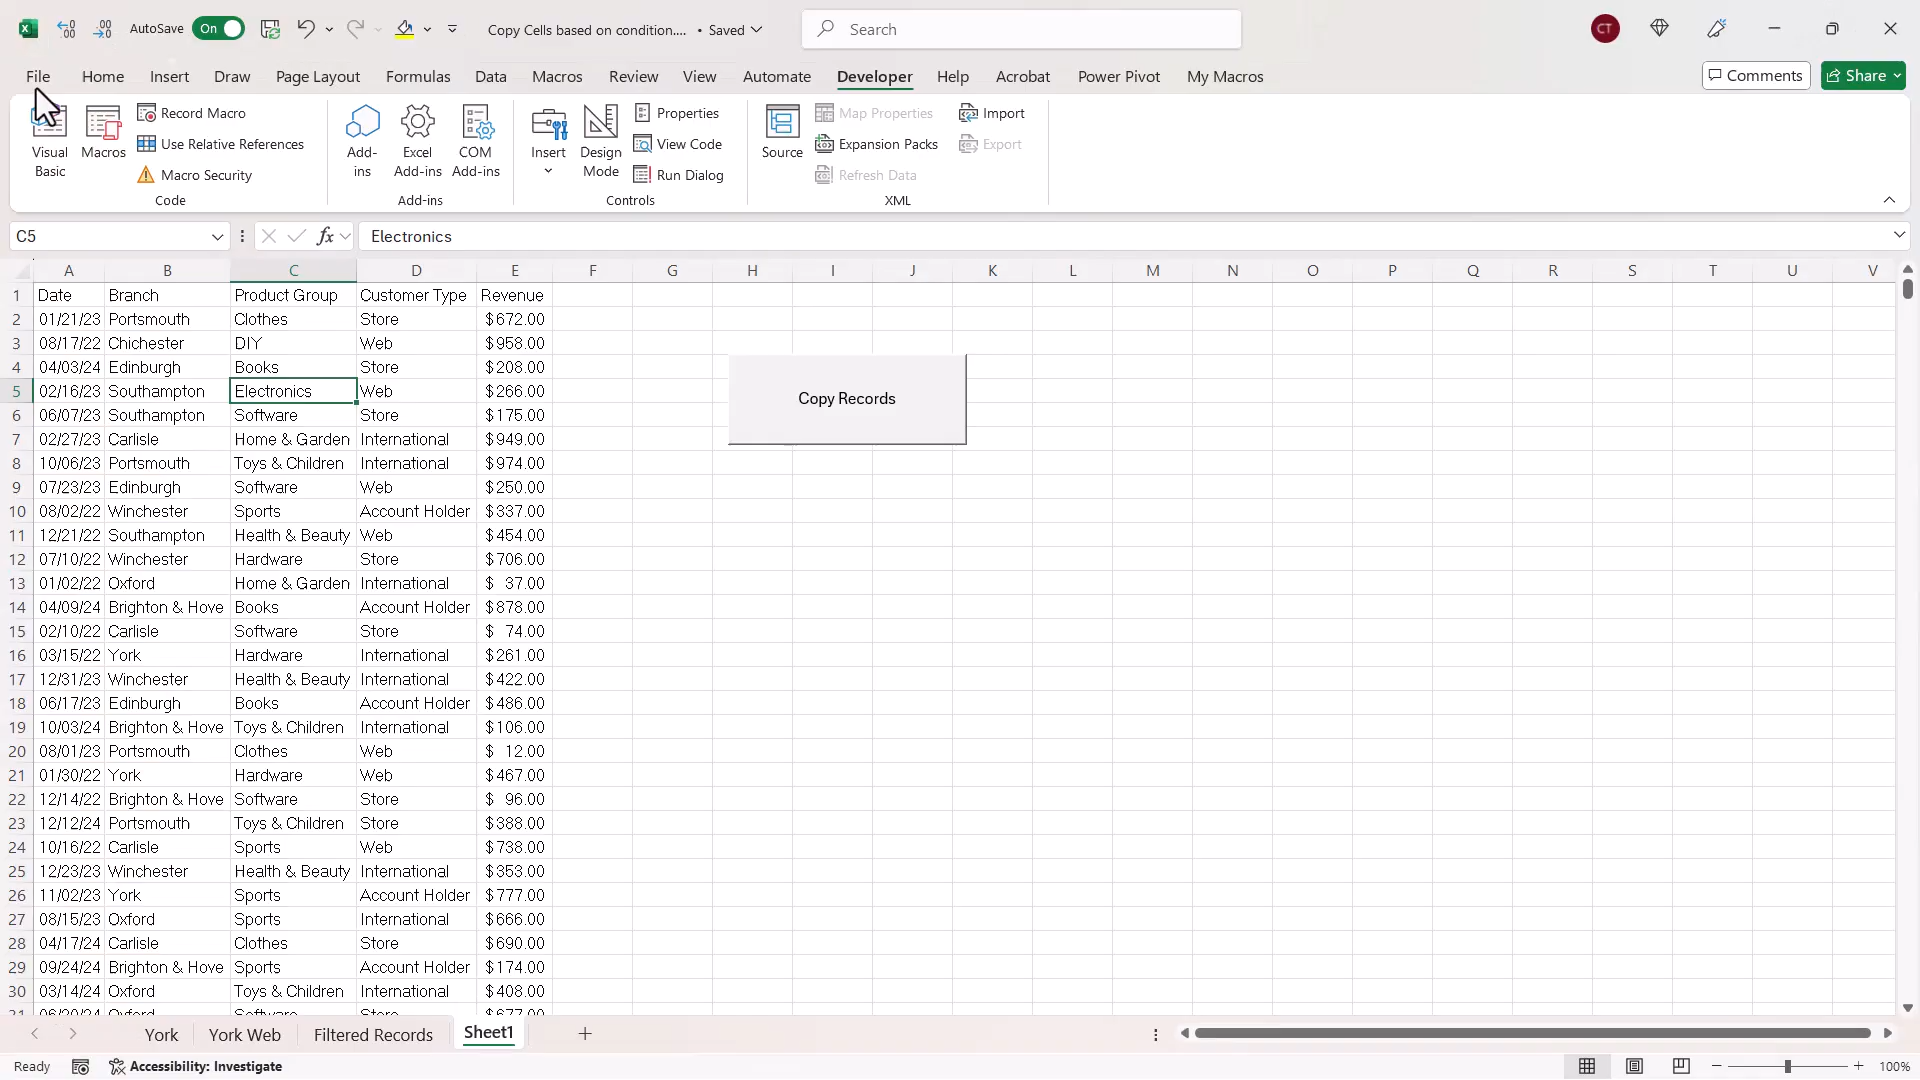 AutoSave On Copy Cells based on condition.... • Saved Search CT
File Home Insert Draw Page Layout Formulas Data Macros Review View Automate Developer Help Acrobat Power Pivot My Macros Comments Share
Visual Basic
Macros
Record Macro
Use Relative References
Macro Security
Code
Add-ins
Excel Add-ins
COM Add-ins
Add-ins
Insert
Design Mode
Properties
View Code
Run Dialog
Controls
Source
Map Properties
Expansion Packs
Refresh Data
Import
Export
XML
C5 fx Electronics
A B C D E F G H I J K L M N O P Q R S T U V
1 Date Branch Product Group Customer Type Revenue
2 01/21/23 Portsmouth Clothes Store $672.00
3 08/17/22 Chichester DIY Web $958.00
4 04/03/24 Edinburgh Books Store $208.00
5 02/16/23 Southampton Electronics Web $266.00
6 06/07/23 Southampton Software Store $175.00
7 02/27/23 Carlisle Home & Garden International $949.00
8 10/06/23 Portsmouth Toys & Children International $974.00
9 07/23/23 Edinburgh Software Web $250.00
10 08/02/22 Winchester Sports Account Holder $337.00
11 12/21/22 Southampton Health & Beauty Web $454.00
12 07/10/22 Winchester Hardware Store $706.00
13 01/02/22 Oxford Home & Garden International $ 37.00
14 04/09/24 Brighton & Hove Books Account Holder $878.00
15 02/10/22 Carlisle Software Store $ 74.00
16 03/15/22 York Hardware International $261.00
17 12/31/23 Winchester Health & Beauty International $422.00
18 06/17/23 Edinburgh Books Account Holder $486.00
19 10/03/24 Brighton & Hove Toys & Children International $106.00
20 08/01/23 Portsmouth Clothes Web $ 12.00
21 01/30/22 York Hardware Web $467.00
22 12/14/22 Brighton & Hove Software Store $ 96.00
23 12/12/24 Portsmouth Toys & Children Store $388.00
24 10/16/22 Carlisle Sports Web $738.00
25 12/23/23 Winchester Health & Beauty International $353.00
26 11/02/23 York Sports Account Holder $777.00
27 08/15/23 Oxford Sports International $666.00
28 04/17/24 Carlisle Clothes Store $690.00
29 09/24/24 Brighton & Hove Sports Account Holder $174.00
30 03/14/24 Oxford Toys & Children International $408.00
Copy Records
York York Web Filtered Records Sheet1
Ready Accessibility: Investigate 100%